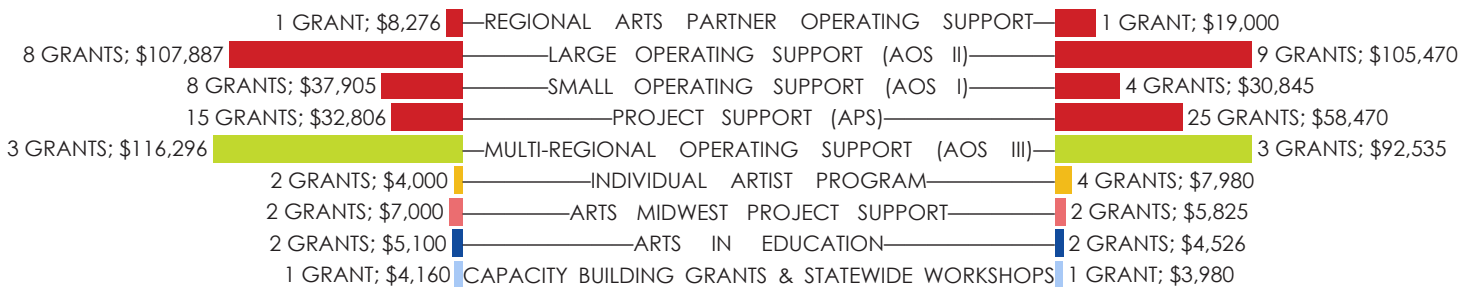 1 GRANT; $8,276 REGIONAL ARTS PARTNER OPERATING SUPPORT 1 GRANT; $19,000
8 GRANTS; $107,887 LARGE OPERATING SUPPORT (AOS II) 9 GRANTS; $105,470
8 GRANTS; $37,905 SMALL OPERATING SUPPORT (AOS I) 4 GRANTS; $30,845
15 GRANTS; $32,806 PROJECT SUPPORT (APS) 25 GRANTS; $58,470
3 GRANTS; $116,296 MULTI-REGIONAL OPERATING SUPPORT (AOS III) 3 GRANTS; $92,535
2 GRANTS; $4,000 INDIVIDUAL ARTIST PROGRAM 4 GRANTS; $7,980
2 GRANTS; $7,000 ARTS MIDWEST PROJECT SUPPORT 2 GRANTS; $5,825
2 GRANTS; $5,100 ARTS IN EDUCATION 2 GRANTS; $4,526
1 GRANT; $4,160 CAPACITY BUILDING GRANTS & STATEWIDE WORKSHOPS 1 GRANT; $3,980